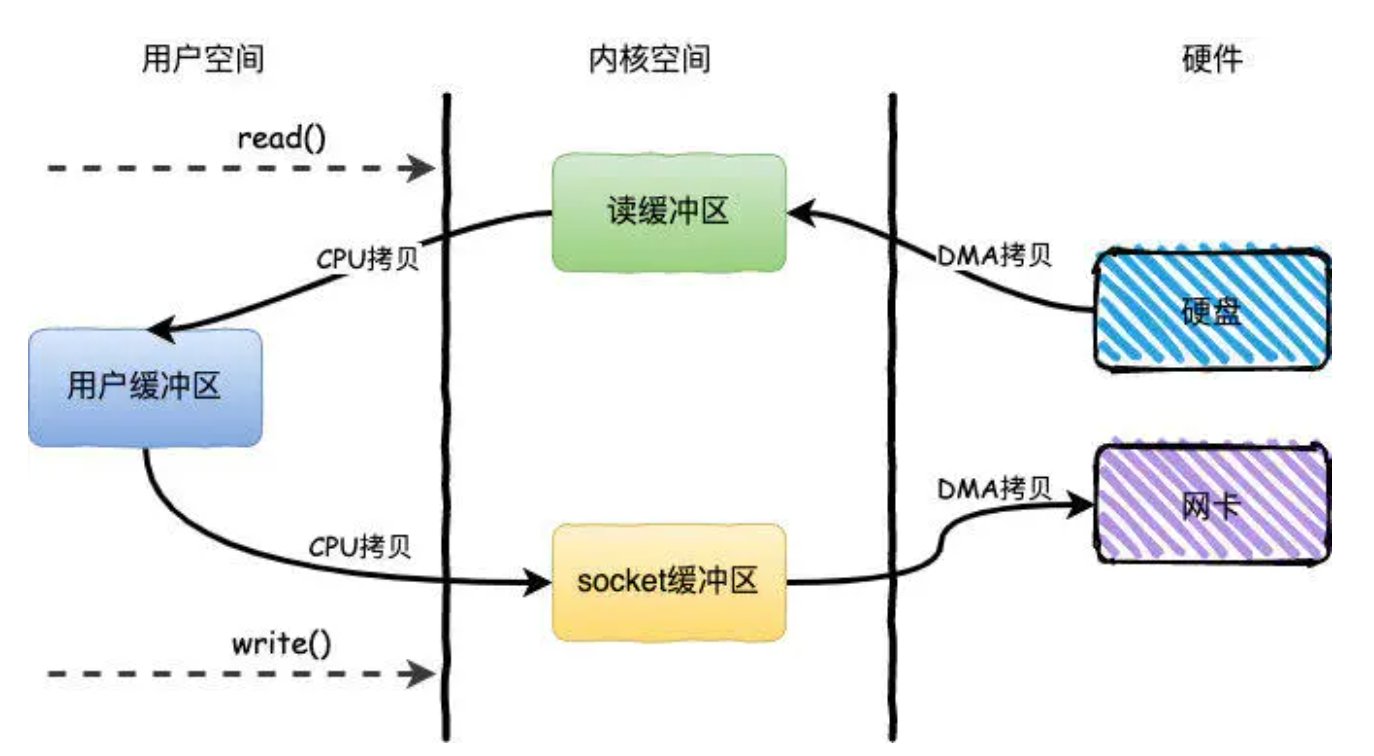 用户空间
内核空间
硬件
read()
读缓冲区
CPU拷贝
DMA拷贝
硬盘
用户缓冲区
DMA拷贝
网卡
CPU拷贝
socket缓冲区
write()